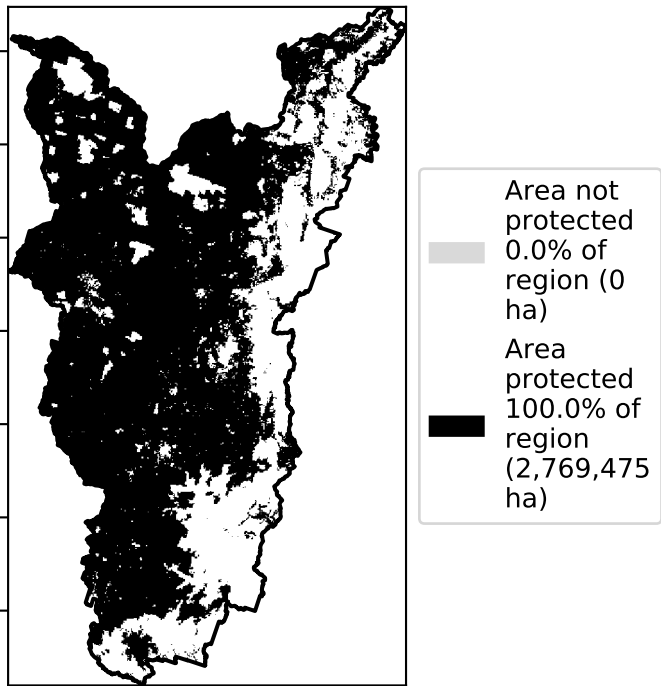 Area not
protected
0.0% of
region (0
ha)
Area
protected
100.0% of
region
(2,769,475
ha)